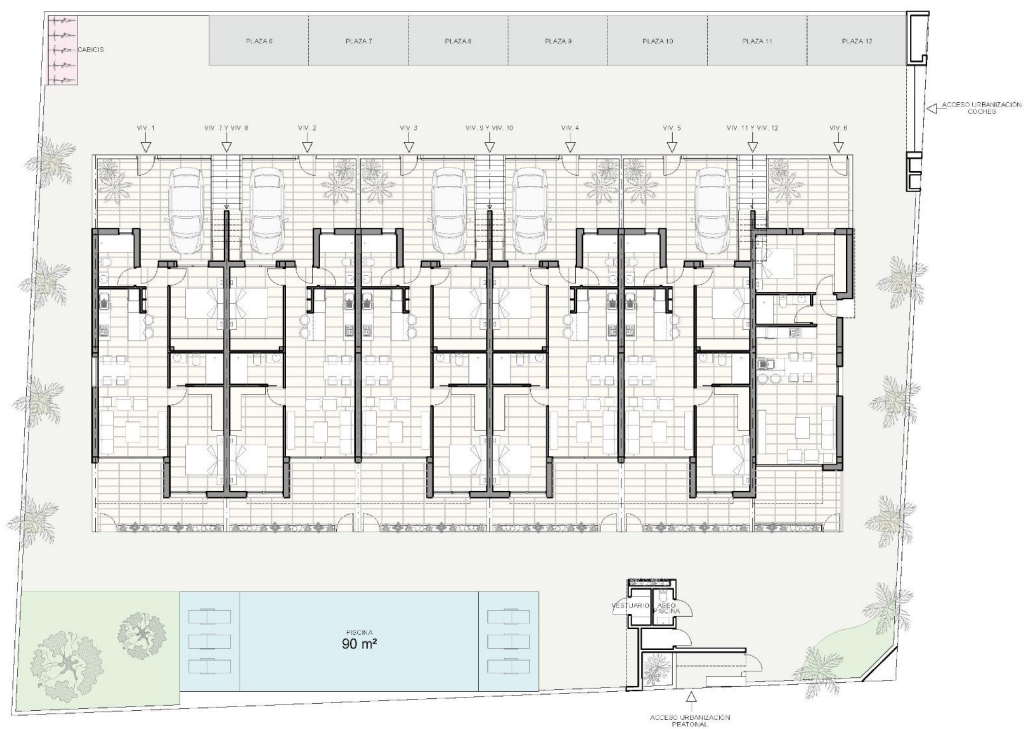 PLAZA 6
PLAZA 7
PLAZA 8
PLAZA 9
PLAZA 10
PLAZA 11
PLAZA 12
CABICIS
ACCESO URBANIZACIÓN
COCHES
VIV. 1
VIV. 7 Y VIV. 8
VIV. 2
VIV. 3
VIV. 9 Y VIV. 10
VIV. 4
VIV. 5
VIV. 11 Y VIV. 12
VIV. 6
VESTUARIO
ASEO
PISCINA
PISCINA
90 m²
ACCESO URBANIZACIÓN
PEATONAL